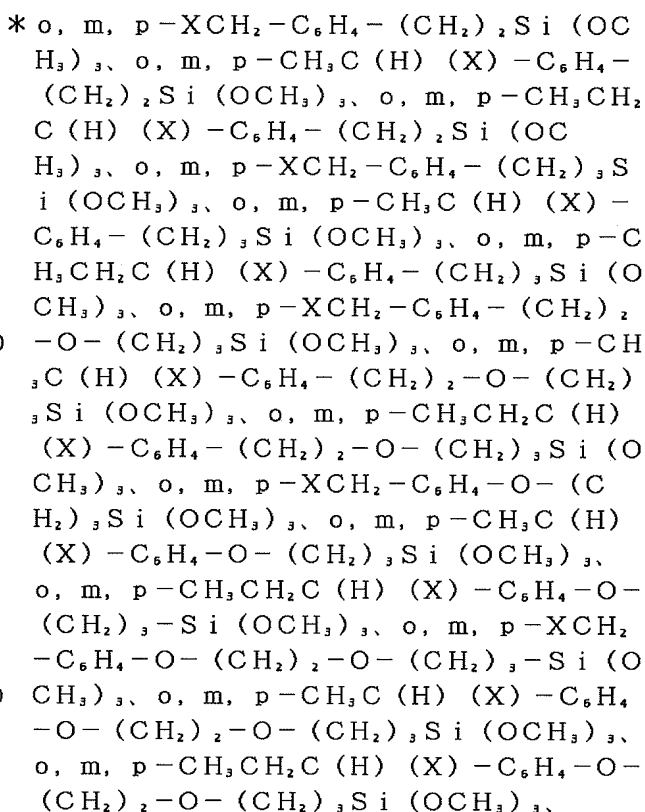 *o, m, p−XCH₂−C₆H₄−(CH₂)₂Si(OC
H₃)₃、o, m, p−CH₃C(H)(X)−C₆H₄−
(CH₂)₂Si(OCH₃)₃、o, m, p−CH₃CH₂
C(H)(X)−C₆H₄−(CH₂)₂Si(OC
H₃)₃、o, m, p−XCH₂−C₆H₄−(CH₂)₃S
i(OCH₃)₃、o, m, p−CH₃C(H)(X)−
C₆H₄−(CH₂)₃Si(OCH₃)₃、o, m, p−C
H₃CH₂C(H)(X)−C₆H₄−(CH₂)₃Si(O
CH₃)₃、o, m, p−XCH₂−C₆H₄−(CH₂)₂
−O−(CH₂)₃Si(OCH₃)₃、o, m, p−CH
₃C(H)(X)−C₆H₄−(CH₂)₂−O−(CH₂)
₃Si(OCH₃)₃、o, m, p−CH₃CH₂C(H)
(X)−C₆H₄−(CH₂)₂−O−(CH₂)₃Si(O
CH₃)₃、o, m, p−XCH₂−C₆H₄−O−(C
H₂)₃Si(OCH₃)₃、o, m, p−CH₃C(H)
(X)−C₆H₄−O−(CH₂)₃Si(OCH₃)₃、
o, m, p−CH₃CH₂C(H)(X)−C₆H₄−O−
(CH₂)₃−Si(OCH₃)₃、o, m, p−XCH₂
−C₆H₄−O−(CH₂)₂−O−(CH₂)₃−Si(O
CH₃)₃、o, m, p−CH₃C(H)(X)−C₆H₄
−O−(CH₂)₂−O−(CH₂)₃Si(OCH₃)₃、
o, m, p−CH₃CH₂C(H)(X)−C₆H₄−O−
(CH₂)₂−O−(CH₂)₃Si(OCH₃)₃、